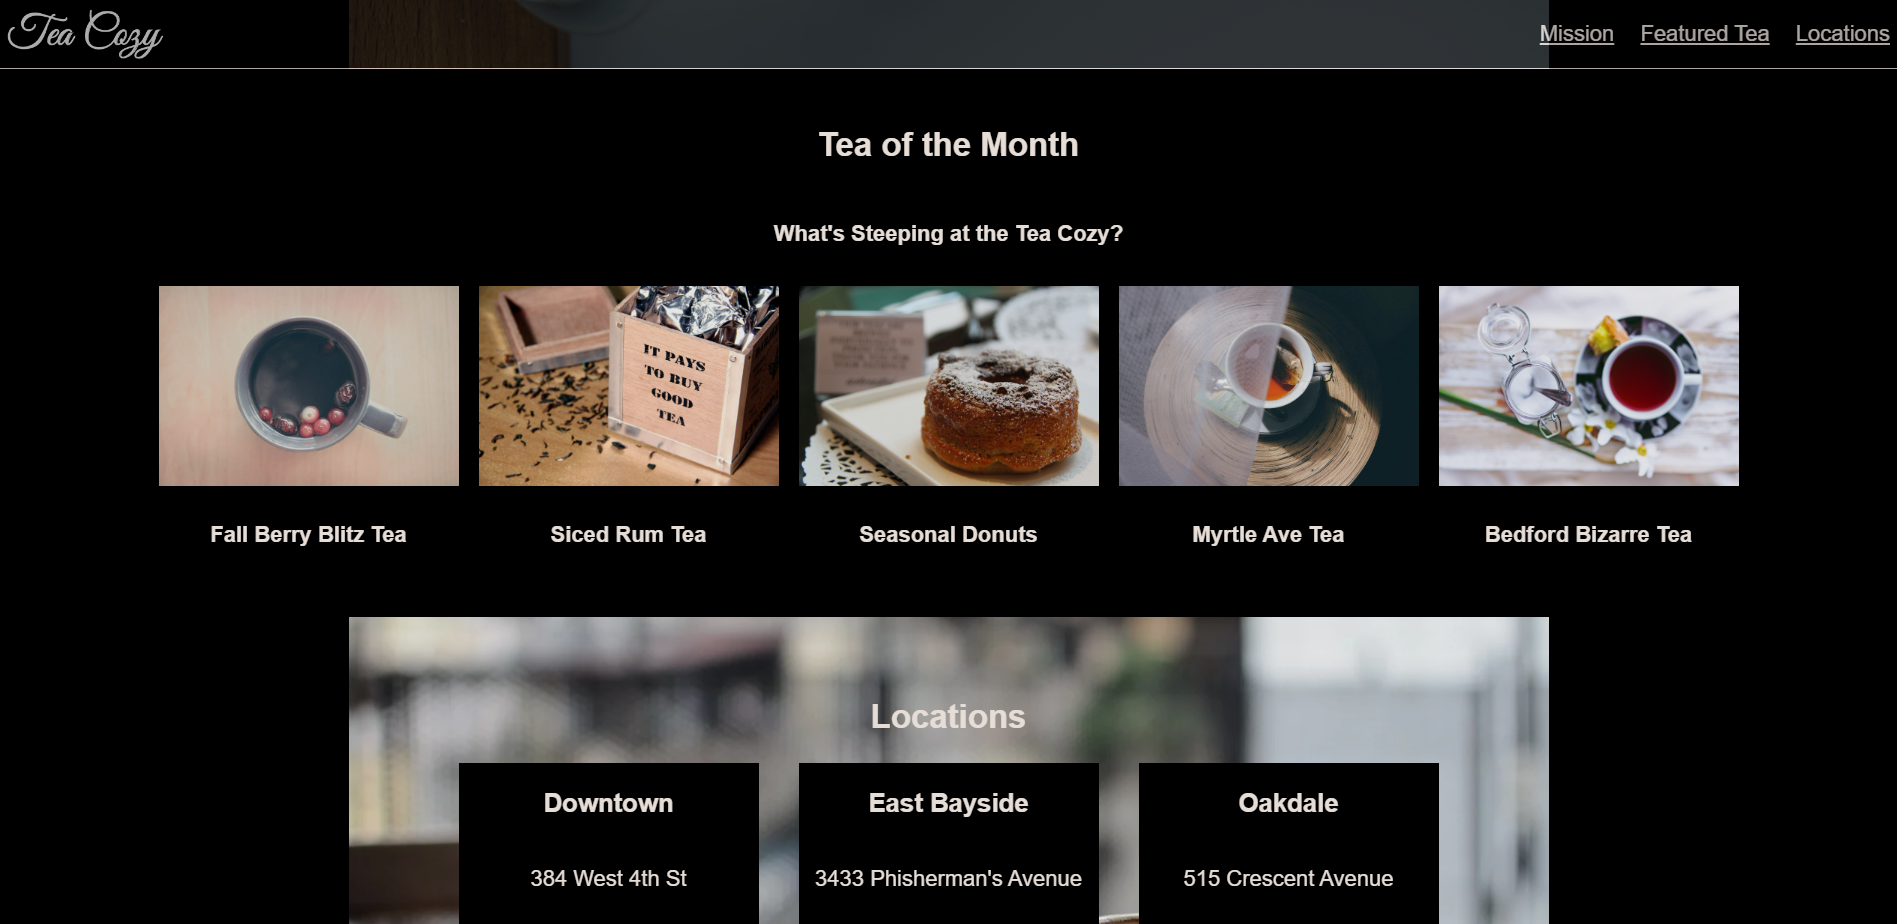 Tea Cozy
Mission Featured Tea Locations
Tea of the Month
What's Steeping at the Tea Cozy?
IT PAYS
TO BUY
GOOD
TEA
Fall Berry Blitz Tea
Siced Rum Tea
Seasonal Donuts
Myrtle Ave Tea
Bedford Bizarre Tea
Locations
Downtown
384 West 4th St
East Bayside
3433 Phisherman's Avenue
Oakdale
515 Crescent Avenue